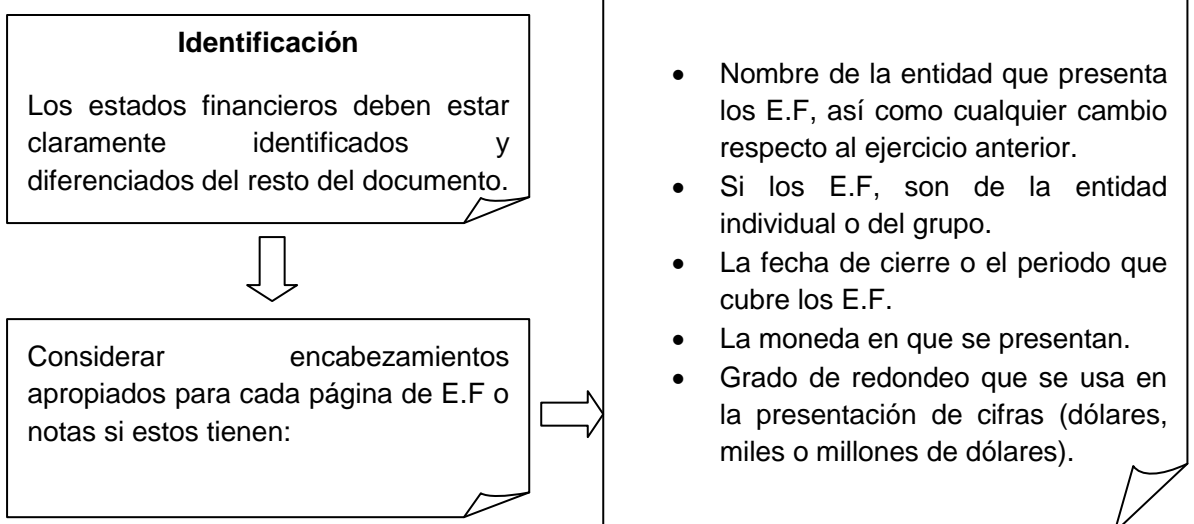 Identificación
Los estados financieros deben estar
claramente identificados y
diferenciados del resto del documento.
Considerar encabezamientos
apropiados para cada página de E.F o
notas si estos tienen:
• Nombre de la entidad que presenta
los E.F, así como cualquier cambio
respecto al ejercicio anterior.
• Si los E.F, son de la entidad
individual o del grupo.
• La fecha de cierre o el periodo que
cubre los E.F.
• La moneda en que se presentan.
• Grado de redondeo que se usa en
la presentación de cifras (dólares,
miles o millones de dólares).